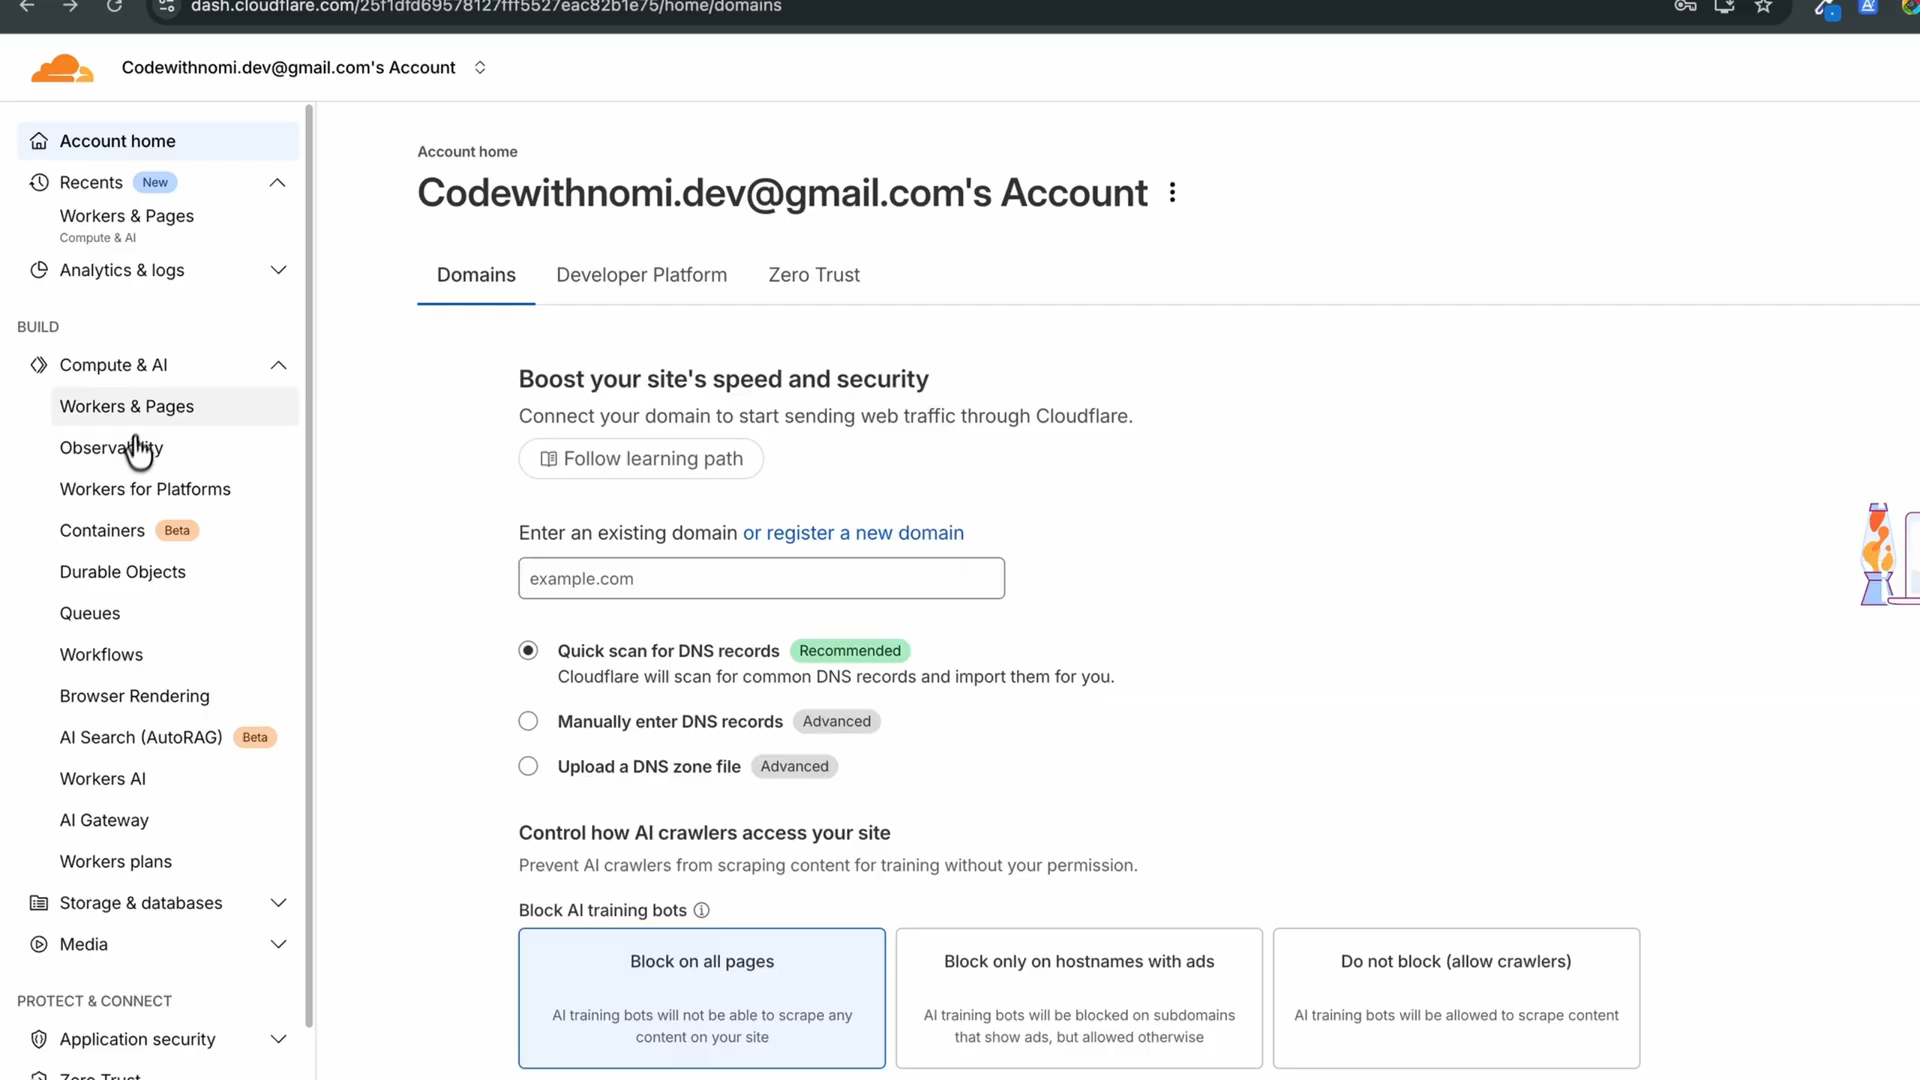 dash.cloudflare.com/25f1dfd69578127fff5527eac82b1e75/home/domains
Codewithnomi.dev@gmail.com's Account
Account home
Recents New
Workers & Pages
Compute & AI
Analytics & logs
BUILD
Compute & AI
Workers & Pages
Observability
Workers for Platforms
Containers Beta
Durable Objects
Queues
Workflows
Browser Rendering
AI Search (AutoRAG) Beta
Workers AI
AI Gateway
Workers plans
Storage & databases
Media
PROTECT & CONNECT
Application security
Zero Trust
Account home
Codewithnomi.dev@gmail.com's Account
Domains Developer Platform Zero Trust
Boost your site's speed and security
Connect your domain to start sending web traffic through Cloudflare.
Follow learning path
Enter an existing domain or register a new domain
example.com
Quick scan for DNS records Recommended
Cloudflare will scan for common DNS records and import them for you.
Manually enter DNS records Advanced
Upload a DNS zone file Advanced
Control how AI crawlers access your site
Prevent AI crawlers from scraping content for training without your permission.
Block AI training bots
Block on all pages
AI training bots will not be able to scrape any
content on your site
Block only on hostnames with ads
AI training bots will be blocked on subdomains
that show ads, but allowed otherwise
Do not block (allow crawlers)
AI training bots will be allowed to scrape content